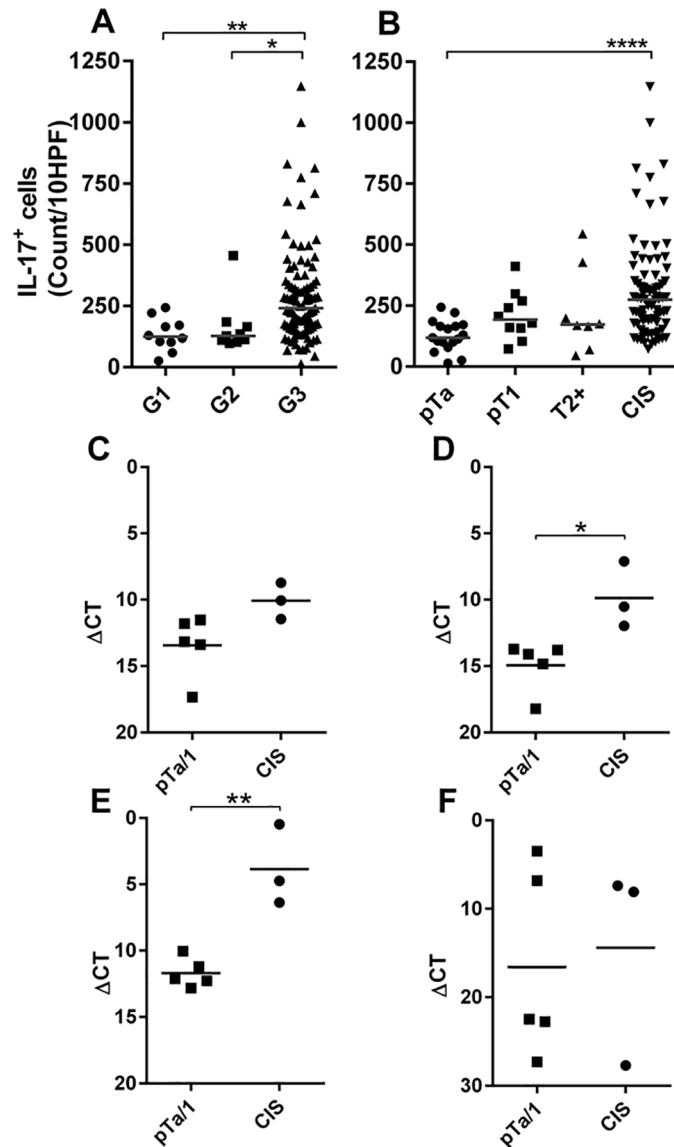 A
**
*
IL-17+ cells
(Count/10HPF)
1250
1000
750
500
250
0
G1
G2
G3
B
****
1250
1000
750
500
250
0
pTa
pT1
T2+
CIS
C
ΔCT
0
5
10
15
20
pTa/1
CIS
D
*
ΔCT
0
5
10
15
20
pTa/1
CIS
E
**
ΔCT
0
5
10
15
20
pTa/1
CIS
F
ΔCT
0
10
20
30
pTa/1
CIS